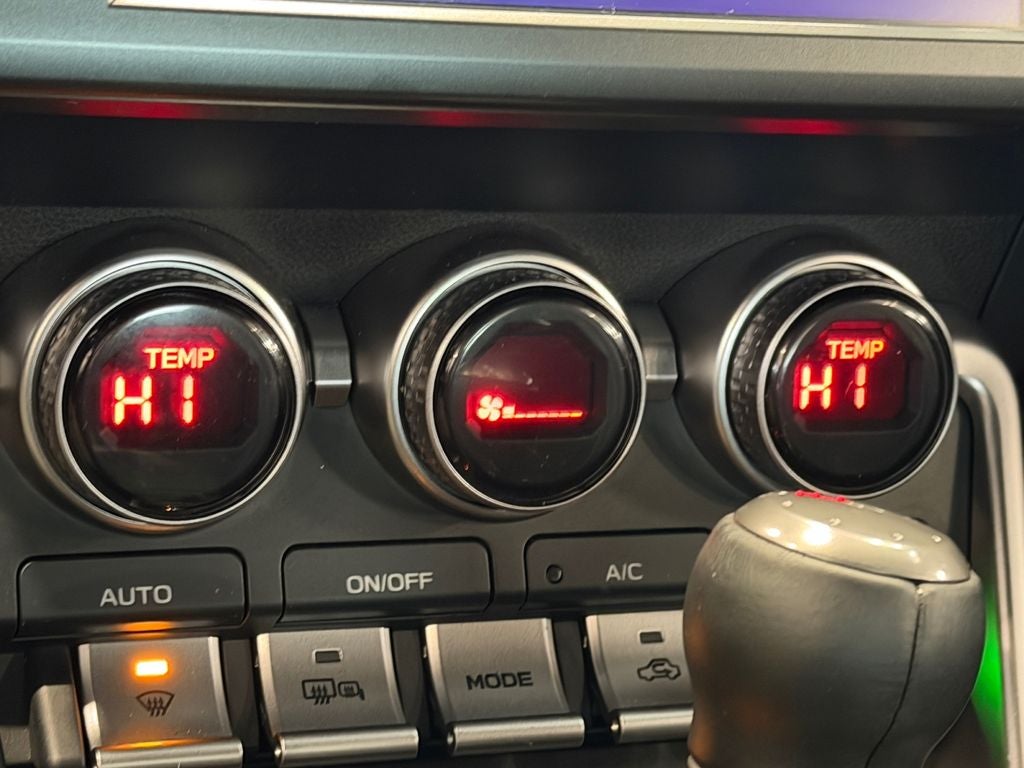 TEMP
HI
TEMP
HI
AUTO
ON/OFF
A/C
MODE